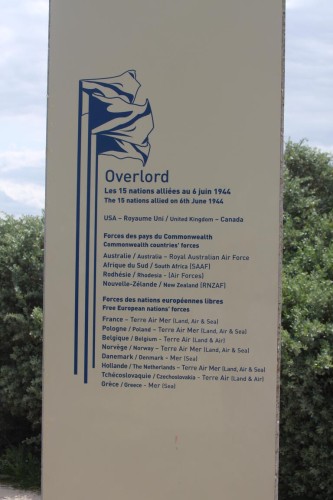 Overlord
Les 15 nations alliées au 6 juin 1944
The 15 nations allied on 6th June 1944
USA – Royaume Uni / United Kingdom – Canada
Forces des pays du Commonwealth
Commonwealth countries' forces
Australie / Australia – Royal Australian Air Force
Afrique du Sud / South Africa (SAAF)
Rodhésie / Rhodesia - (Air Forces)
Nouvelle-Zélande / New Zealand (RNZAF)
Forces des nations européennes libres
Free European nations' forces
France – Terre Air Mer (Land, Air & Sea)
Pologne / Poland – Terre Air Mer (Land, Air & Sea)
Belgique / Belgium – Terre Air (Land & Air)
Norvège / Norway – Terre Air Mer (Land, Air & Sea)
Danemark / Denmark – Mer (Sea)
Hollande / The Netherlands – Terre Air Mer (Land, Air & Sea)
Tchécoslovaquie / Czechoslovakia – Terre Air (Land & Air)
Grèce / Greece - Mer (Sea)